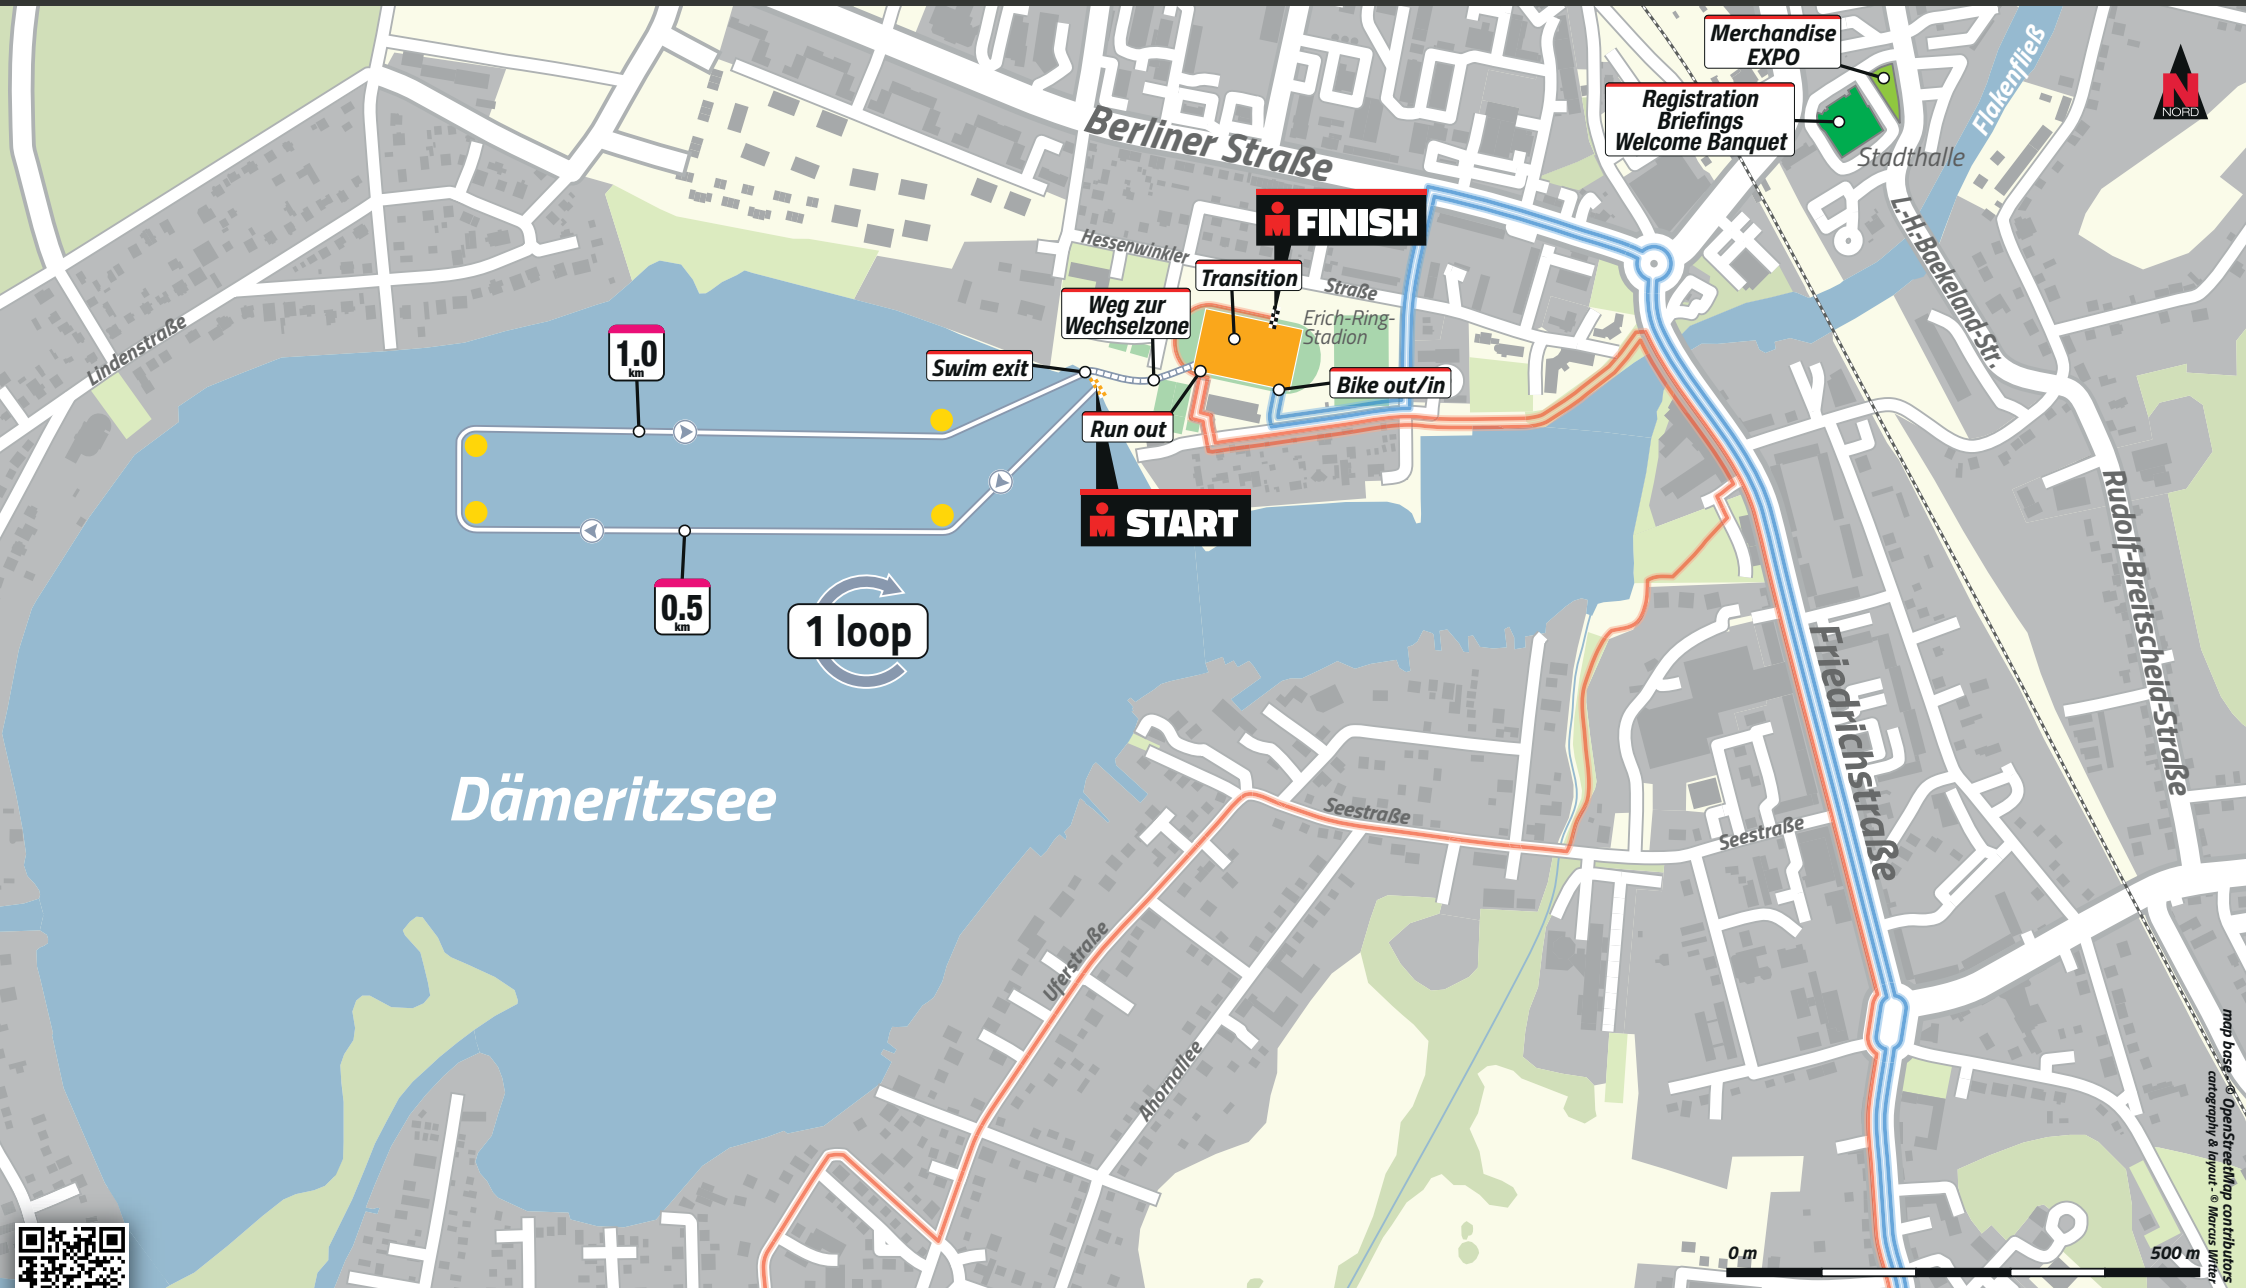 Merchandise
EXPO
Registration
Briefings
Welcome Banquet
Stadthalle
Flakenfließ
N
NORD
Berliner Straße
FINISH
Hessenwinkler
Straße
Transition
Weg zur
Wechselzone
Erich-Ring-
Stadion
Swim exit
Bike out/in
Run out
START
L.-H.-Baekeland-Str.
Lindenstraße
1.0
km
0.5
km
1 loop
Dämeritzsee
Rudolf-Breitscheid-Straße
Friedrichstraße
Seestraße
Seestraße
Uferstraße
Ahornallee
0 m
500 m
map base - © OpenStreetMap contributors
cartography & layout - © Marcus Witter